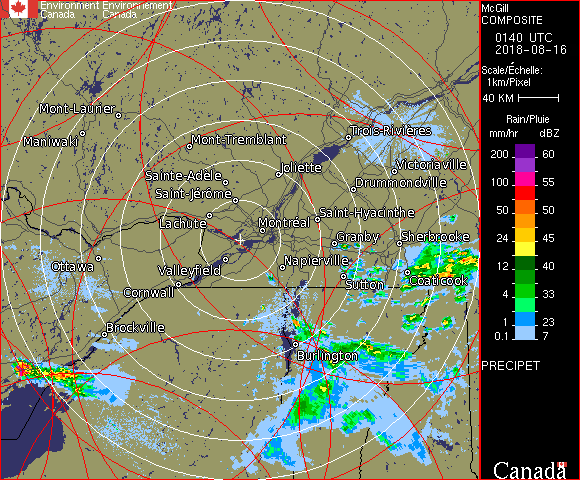 Environment Environnement
Canada Canada
McGill
COMPOSITE
0140 UTC
2018-08-16
Scale/Échelle:
1km/Pixel
40 KM
Rain/Pluie
mm/hr dBZ
200 60
100 55
50 50
24 45
12 40
4 33
1 23
0.1 7
PRECIPET
Canada
Mont-Laurier
Maniwaki
Mont-Tremblant
Trois-Rivières
Victoriaville
Joliette
Sainte-Adèle
Drummondville
Saint-Jérôme
Saint-Hyacinthe
Lachute
Montréal
Granby
Sherbrooke
Ottawa
Valleyfield
Napierville
Coaticook
Sutton
Cornwall
Brockville
Burlington